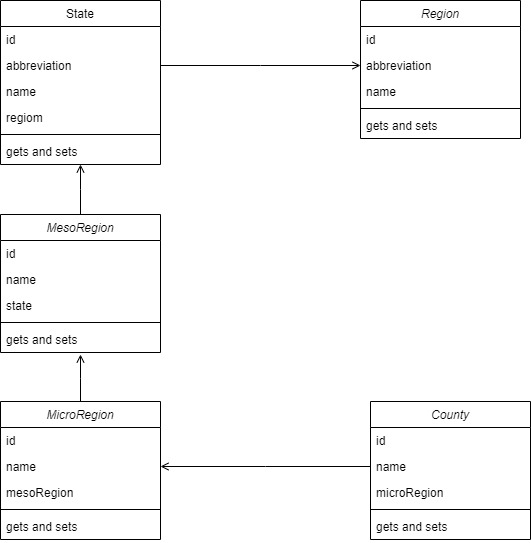 State
id
abbreviation
name
regiom
gets and sets
Region
id
abbreviation
name
gets and sets
MesoRegion
id
name
state
gets and sets
MicroRegion
id
name
mesoRegion
gets and sets
County
id
name
microRegion
gets and sets